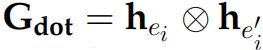 𝐆_dot = 𝐡_{e_i} ⊗ 𝐡_{e'_i}